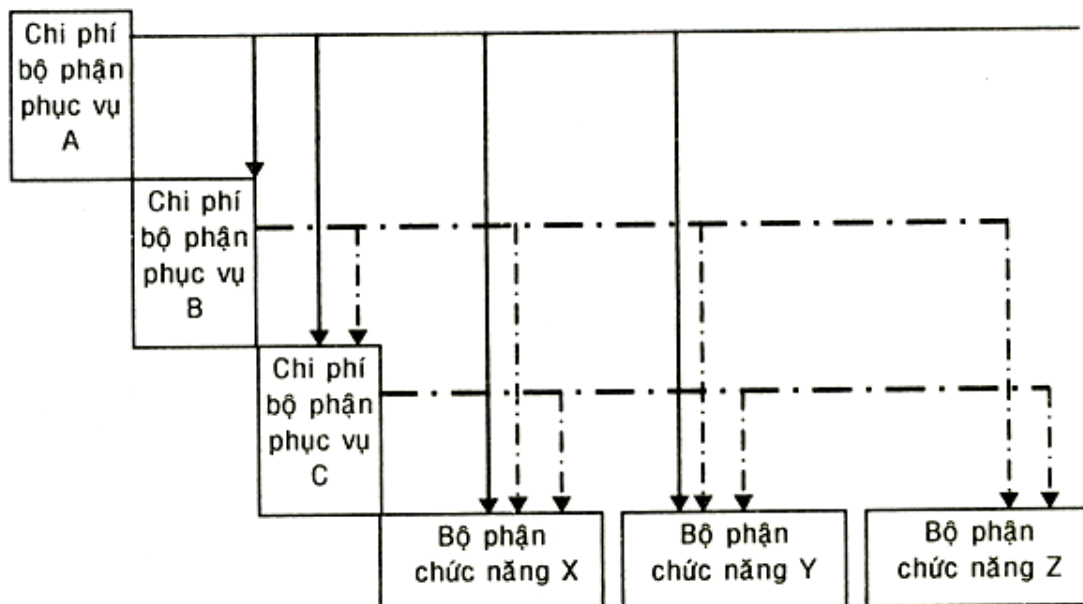 Chi phí
bộ phận
phục vụ
A
Chi phí
bộ phận
phục vụ
B
Chi phí
bộ phận
phục vụ
C
Bộ phận
chức năng X
Bộ phận
chức năng Y
Bộ phận
chức năng Z